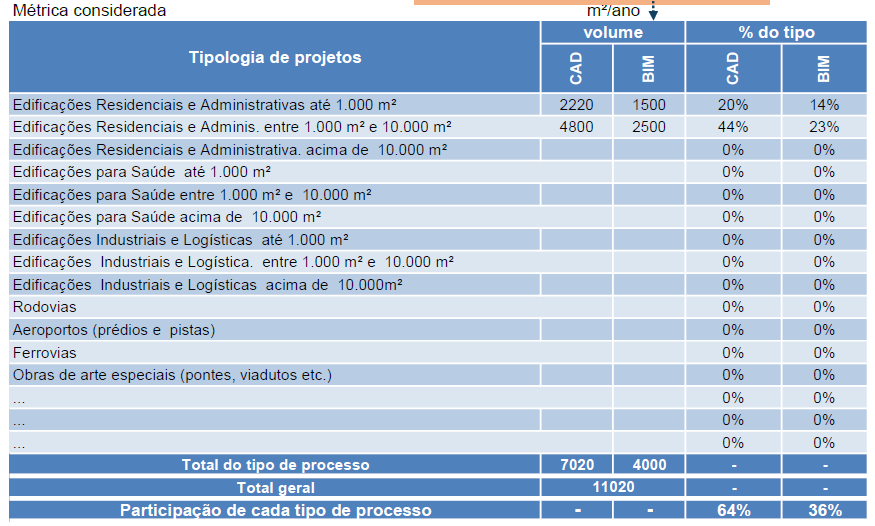 Métrica considerada m²/ano
Tipologia de projetos volume % do tipo
CAD BIM CAD BIM
Edificações Residenciais e Administrativas até 1.000 m² 2220 1500 20% 14%
Edificações Residenciais e Adminis. entre 1.000 m² e 10.000 m² 4800 2500 44% 23%
Edificações Residenciais e Administrativa. acima de 10.000 m² 0% 0%
Edificações para Saúde até 1.000 m² 0% 0%
Edificações para Saúde entre 1.000 m² e 10.000 m² 0% 0%
Edificações para Saúde acima de 10.000 m² 0% 0%
Edificações Industriais e Logísticas até 1.000 m² 0% 0%
Edificações Industriais e Logística. entre 1.000 m² e 10.000 m² 0% 0%
Edificações Industriais e Logísticas acima de 10.000m² 0% 0%
Rodovias 0% 0%
Aeroportos (prédios e pistas) 0% 0%
Ferrovias 0% 0%
Obras de arte especiais (pontes, viadutos etc.) 0% 0%
... 0% 0%
... 0% 0%
... 0% 0%
Total do tipo de processo 7020 4000 - -
Total geral 11020 - -
Participação de cada tipo de processo - - 64% 36%